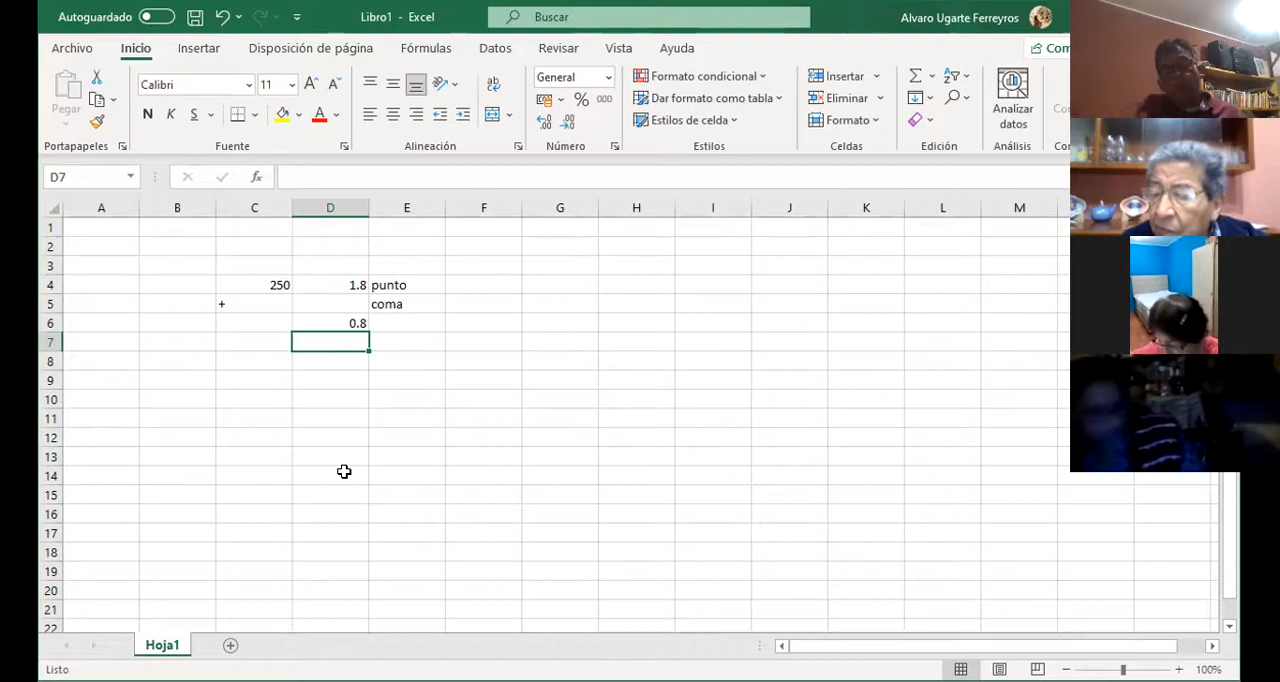 Autoguardado Libro1 - Excel Buscar Alvaro Ugarte Ferreyros
Archivo Inicio Insertar Disposición de página Fórmulas Datos Revisar Vista Ayuda Com
Pegar
Calibri 11
N K S A
ab
General
% 000
Formato condicional
Dar formato como tabla
Estilos de celda
Insertar
Eliminar
Formato
Analizar datos
Portapapeles Fuente Alineación Número Estilos Celdas Edición Análisis
D7 fx
A B C D E F G H I J K L M
1
2
3
4 250 1.8 punto
5 + coma
6 0.8
7
8
9
10
11
12
13
14
15
16
17
18
19
20
21
22
Hoja1
Listo 100%